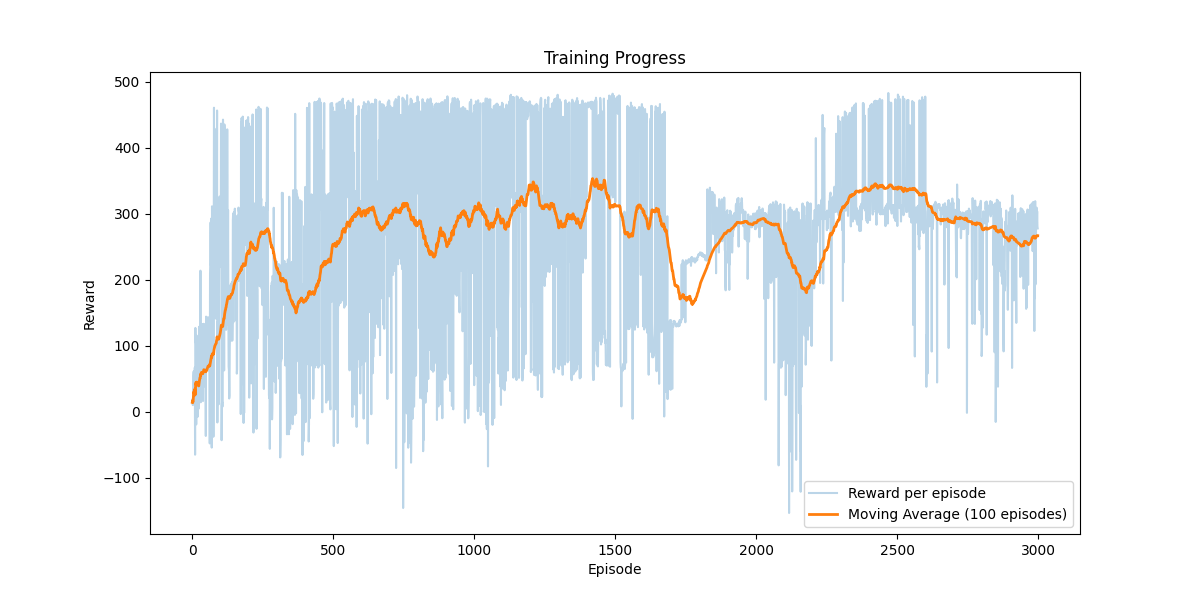 Training Progress
500
400
300
200
100
0
−100
Reward
0
500
1000
1500
2000
2500
3000
Episode
Reward per episode
Moving Average (100 episodes)